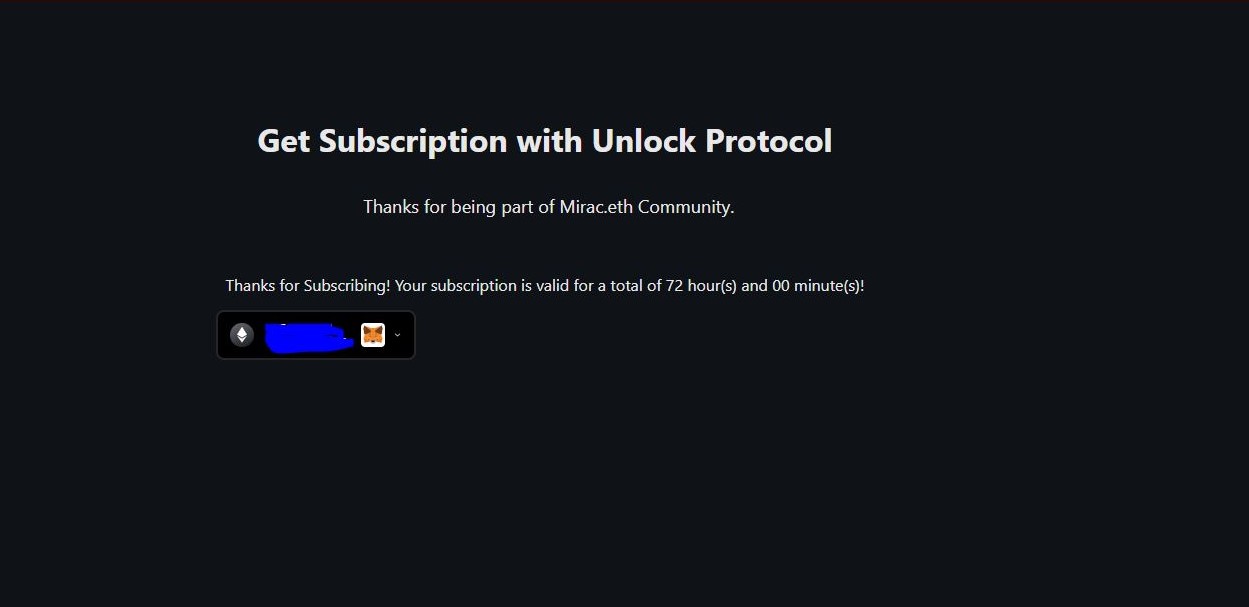 Get Subscription with Unlock Protocol
Thanks for being part of Mirac.eth Community.
Thanks for Subscribing! Your subscription is valid for a total of 72 hour(s) and 00 minute(s)!